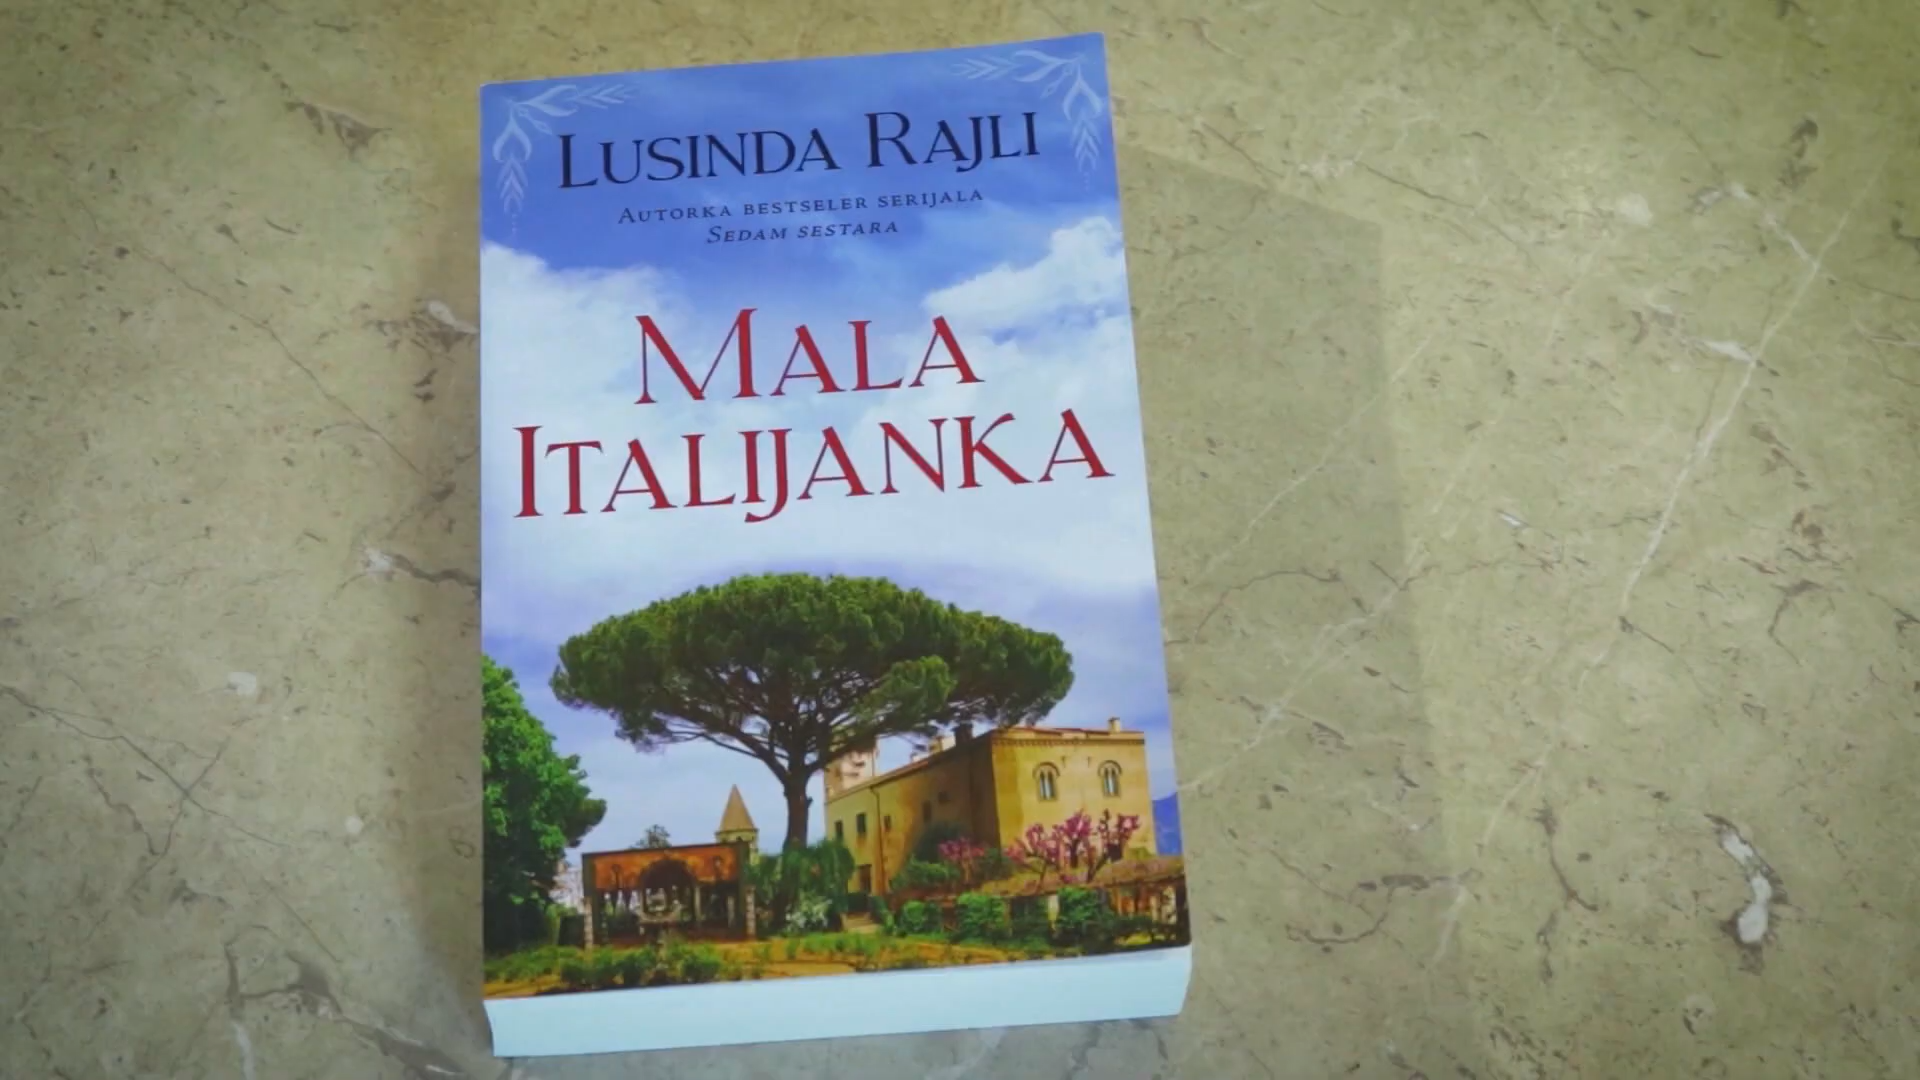 LUSINDA RAJLI
AUTORKA BESTSELER SERIJALA
SEDAM SESTARA
MALA
ITALIJANKA